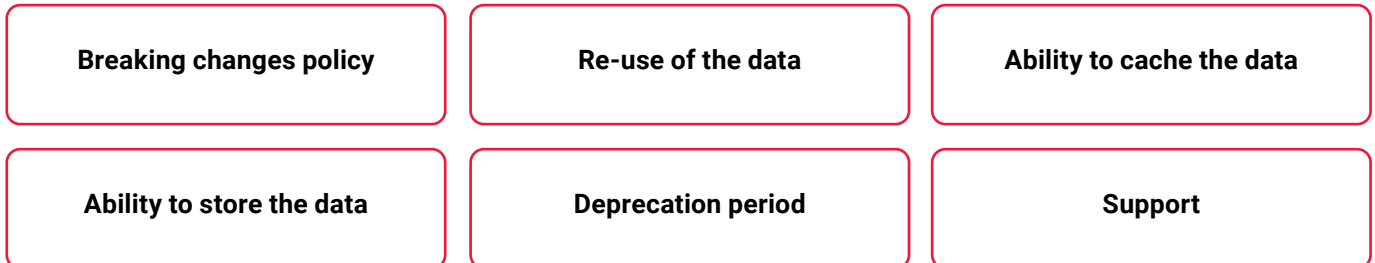 Breaking changes policy
Re-use of the data
Ability to cache the data
Ability to store the data
Deprecation period
Support